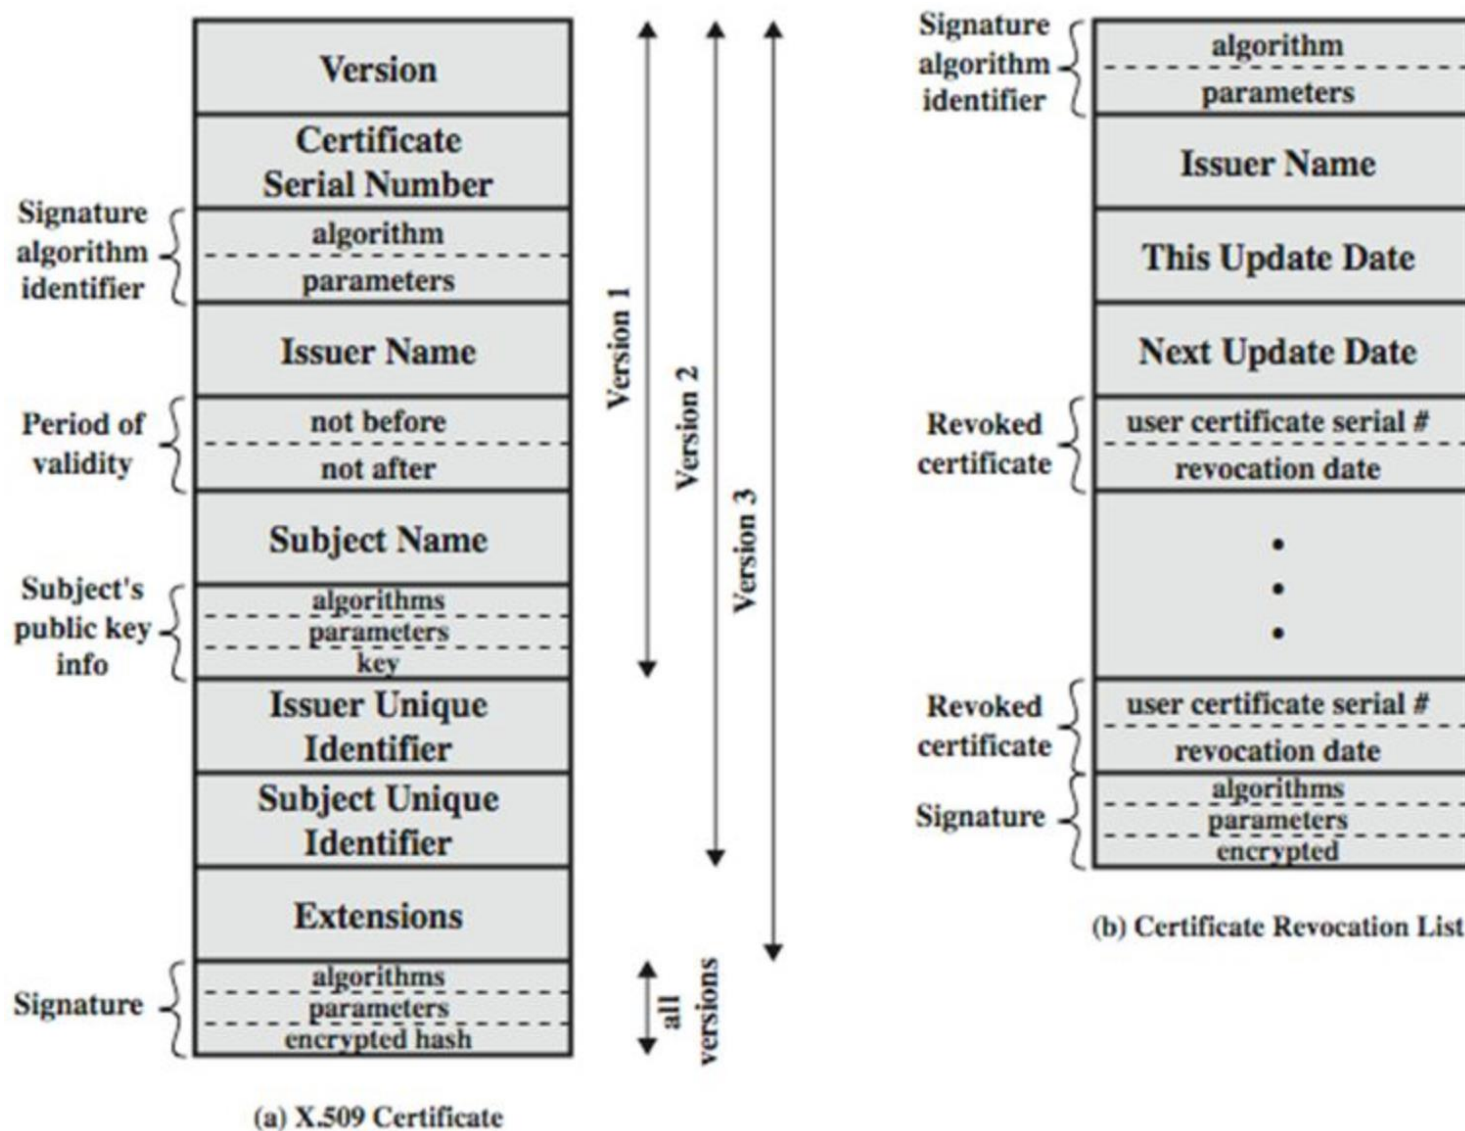 Version
Certificate
Serial Number
Signature
algorithm
identifier
algorithm
parameters
Issuer Name
Period of
validity
not before
not after
Subject Name
Subject's
public key
info
algorithms
parameters
key
Issuer Unique
Identifier
Subject Unique
Identifier
Extensions
Signature
algorithms
parameters
encrypted hash
Version 1
Version 2
Version 3
all
versions
(a) X.509 Certificate
Signature
algorithm
identifier
algorithm
parameters
Issuer Name
This Update Date
Next Update Date
Revoked
certificate
user certificate serial #
revocation date
Revoked
certificate
user certificate serial #
revocation date
Signature
algorithms
parameters
encrypted
(b) Certificate Revocation List